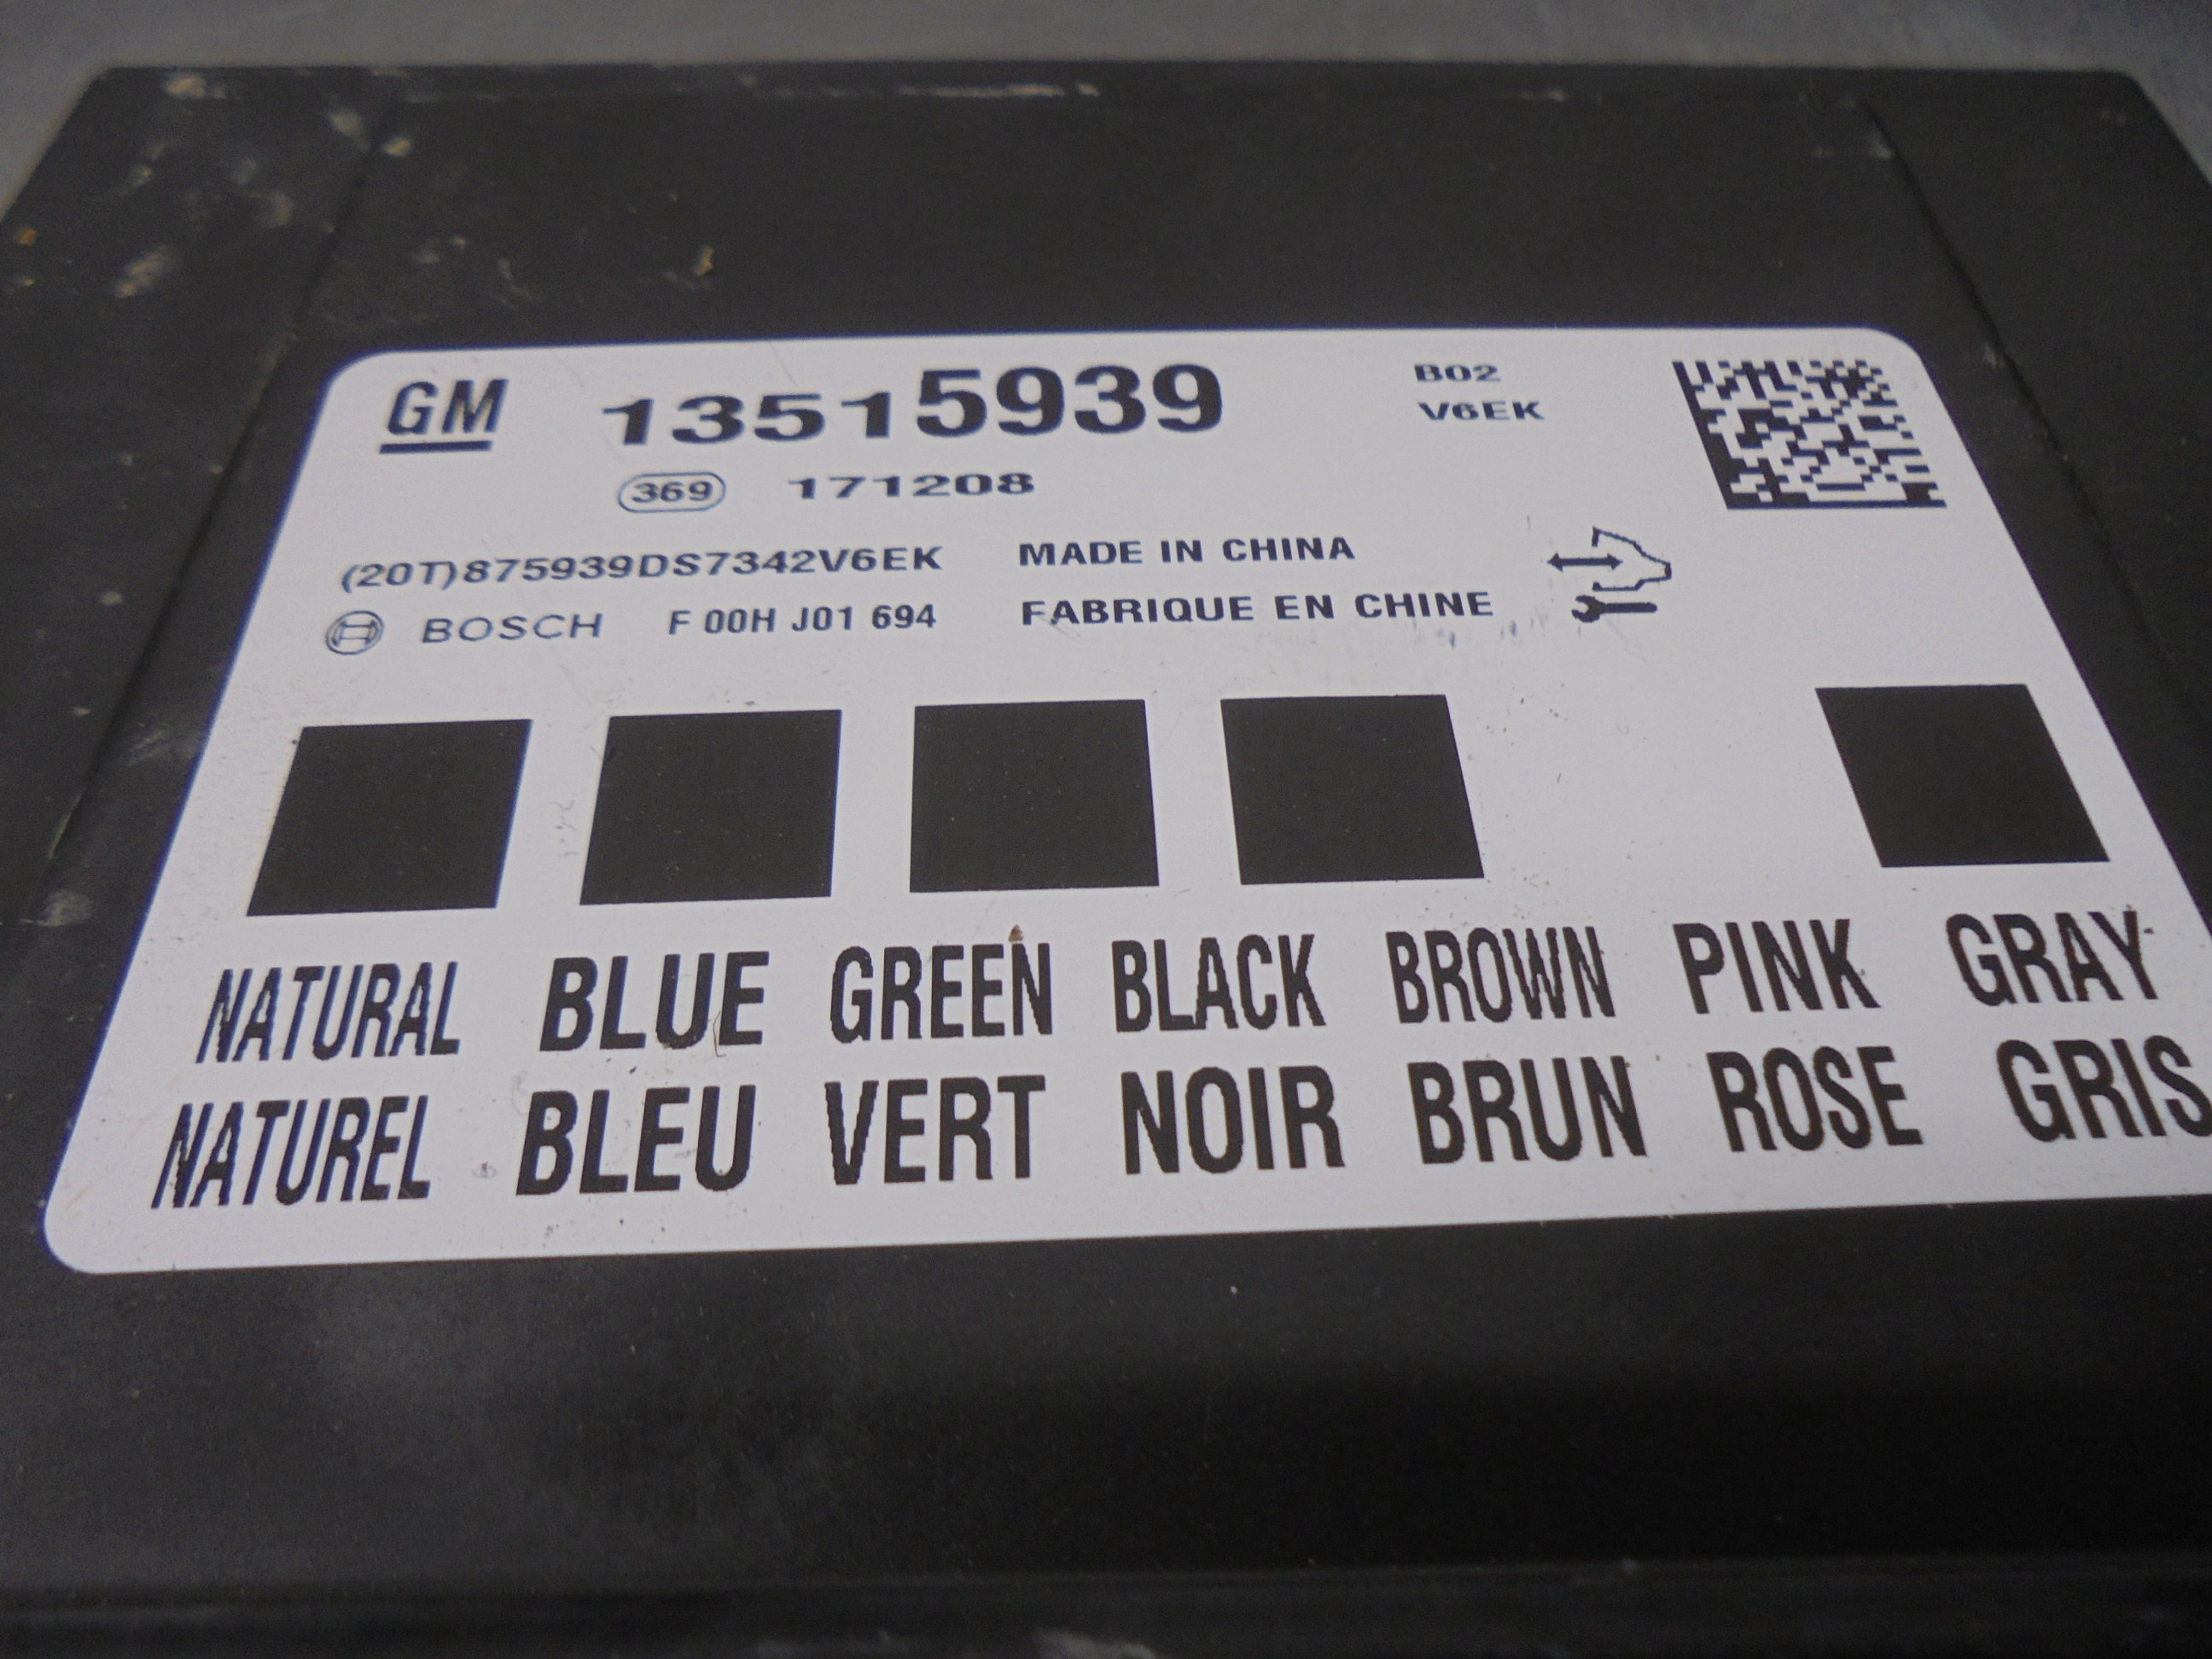 GM 13515939 B02
V6EK
369 171208
(20T)875939DS7342V6EK MADE IN CHINA
BOSCH F 00H J01 694 FABRIQUE EN CHINE
NATURAL BLUE GREEN BLACK BROWN PINK GRAY
NATUREL BLEU VERT NOIR BRUN ROSE GRIS